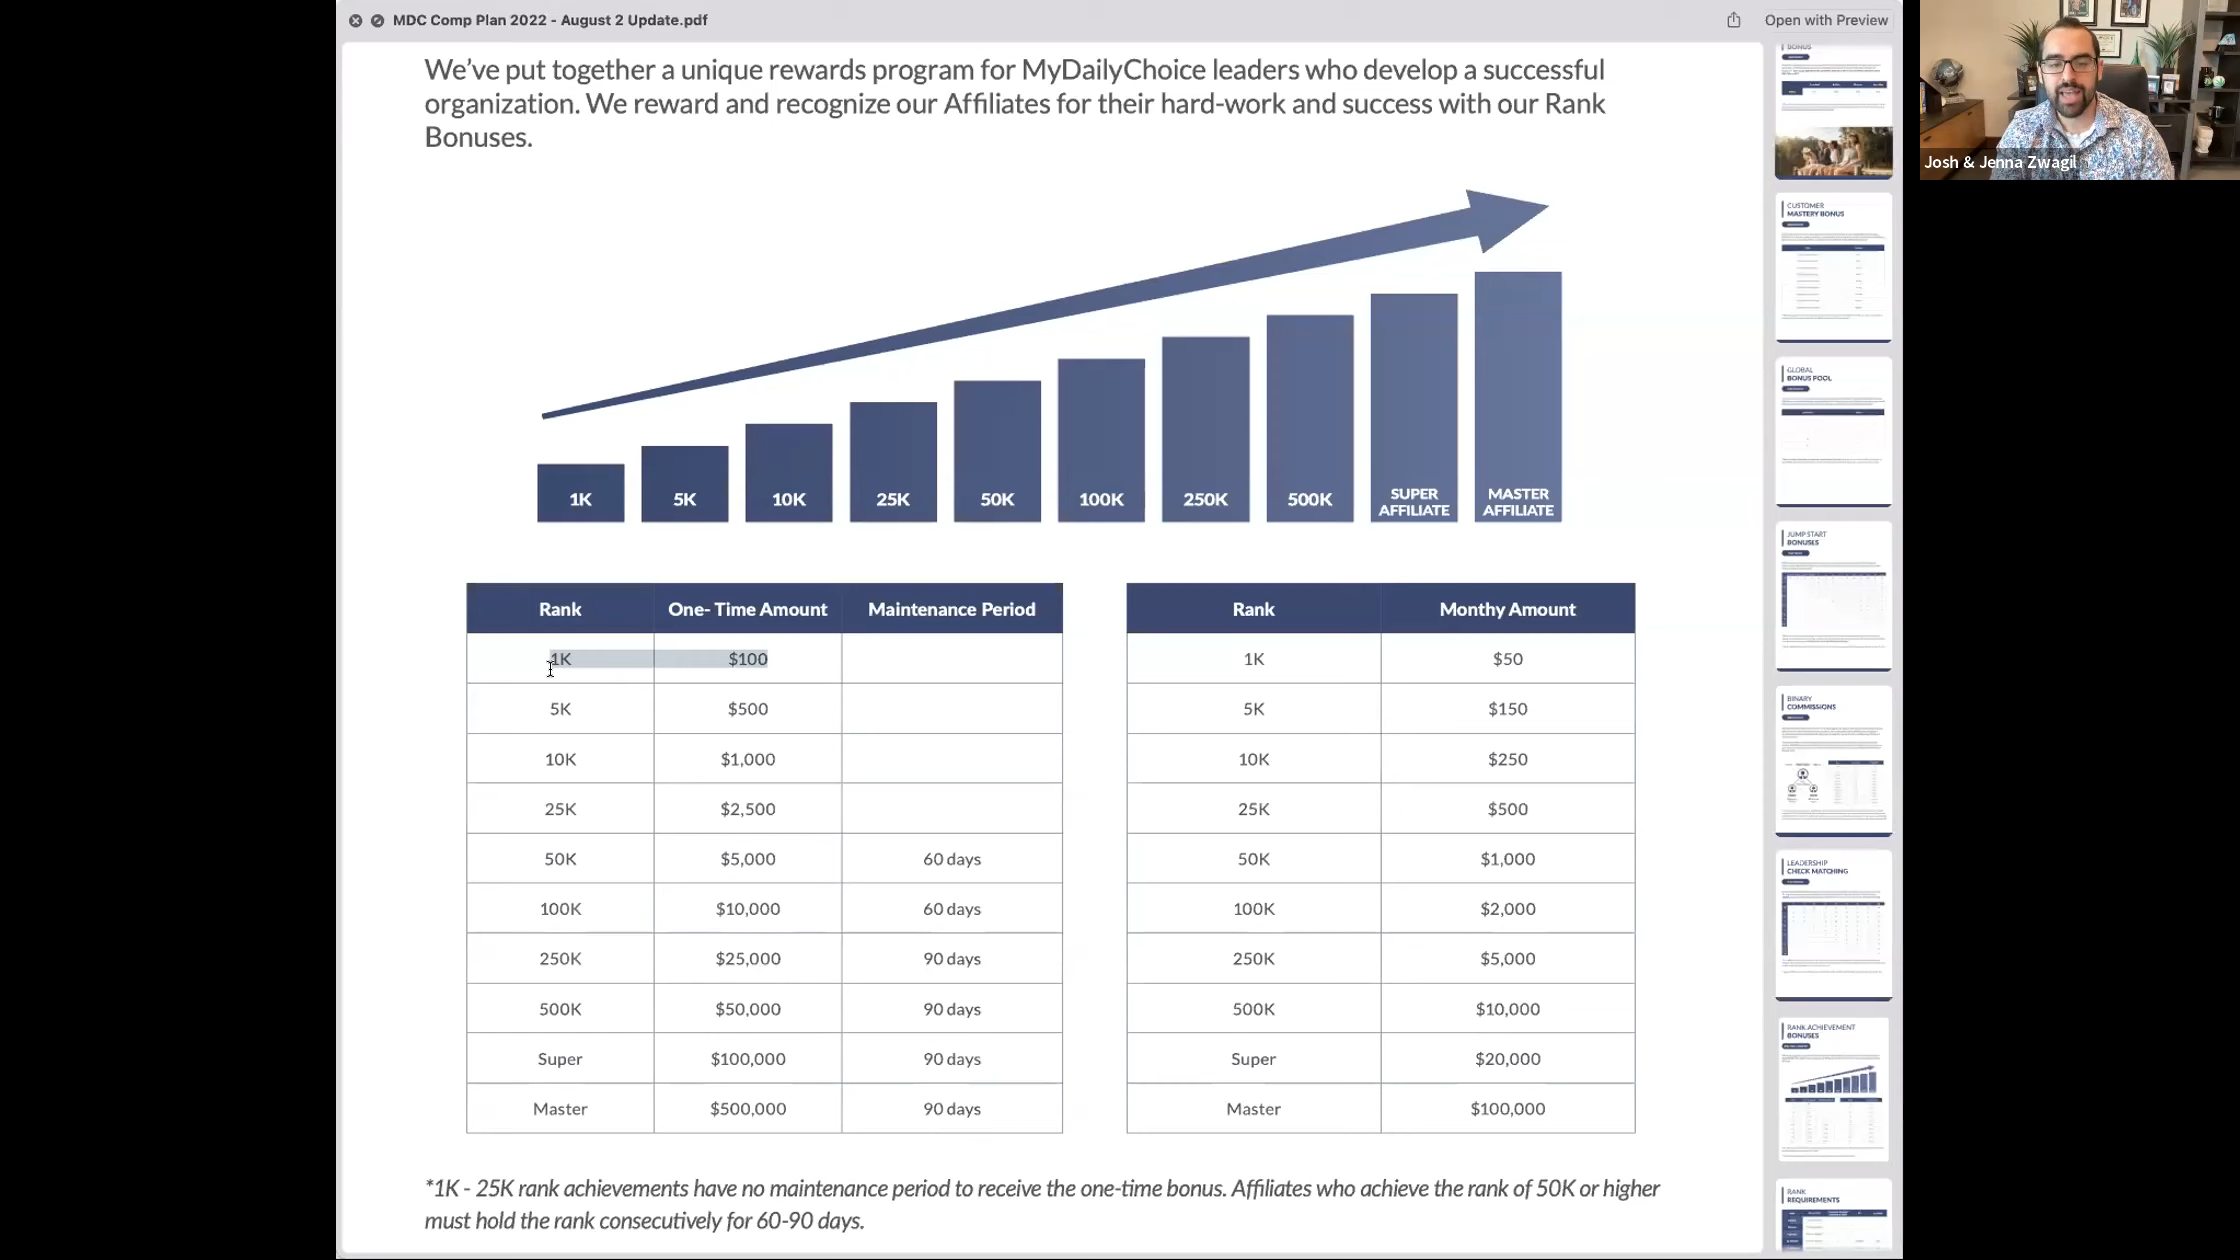 MDC Comp Plan 2022 - August 2 Update.pdf
Open with Preview
We've put together a unique rewards program for MyDailyChoice leaders who develop a successful
organization. We reward and recognize our Affiliates for their hard-work and success with our Rank
Bonuses.
1K 5K 10K 25K 50K 100K 250K 500K SUPER AFFILIATE MASTER AFFILIATE
Rank One- Time Amount Maintenance Period
1K $100
5K $500
10K $1,000
25K $2,500
50K $5,000 60 days
100K $10,000 60 days
250K $25,000 90 days
500K $50,000 90 days
Super $100,000 90 days
Master $500,000 90 days
Rank Monthy Amount
1K $50
5K $150
10K $250
25K $500
50K $1,000
100K $2,000
250K $5,000
500K $10,000
Super $20,000
Master $100,000
*1K - 25K rank achievements have no maintenance period to receive the one-time bonus. Affiliates who achieve the rank of 50K or higher
must hold the rank consecutively for 60-90 days.
BONUS
CUSTOMER
MASTERY BONUS
GLOBAL
BONUS POOL
JUMP START
BONUSES
BINARY
COMMISSIONS
LEADERSHIP
CHECK MATCHING
RANK ACHIEVEMENT
BONUSES
RANK
REQUIREMENTS
Josh & Jenna Zwagil